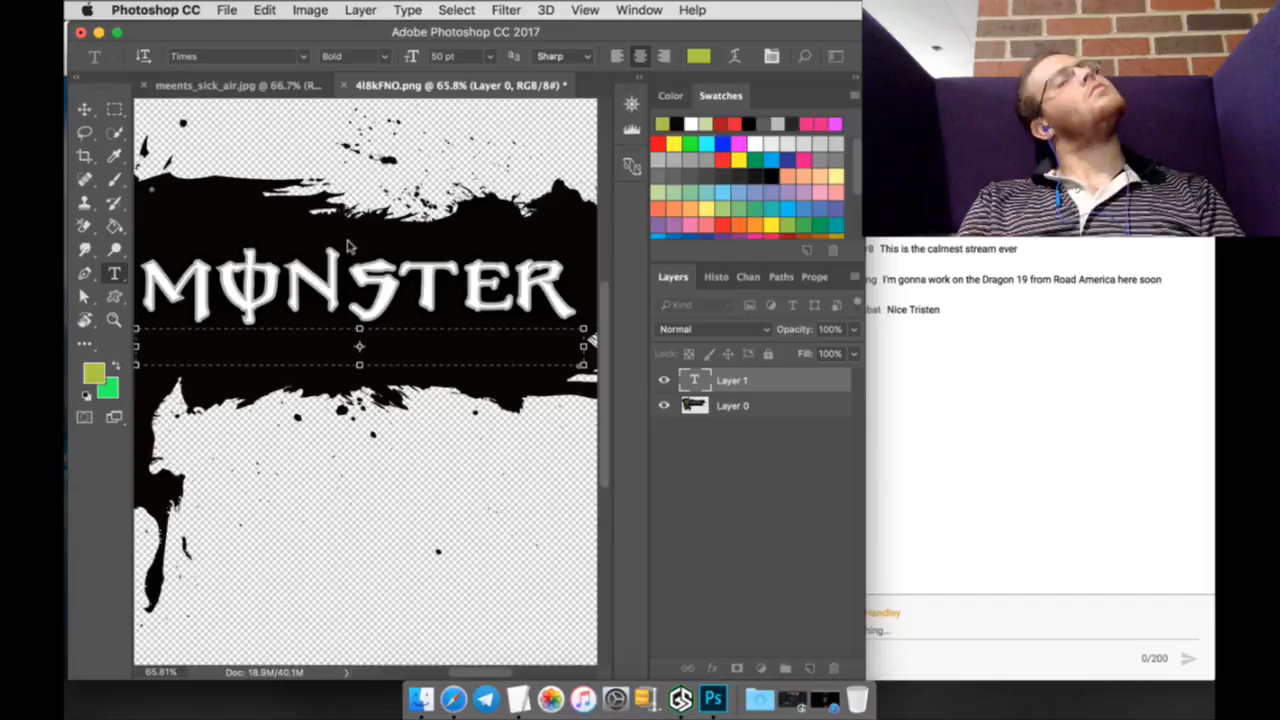 Photoshop CC File Edit Image Layer Type Select Filter 3D View Window Help
Adobe Photoshop CC 2017
T Times Bold 50 pt Sharp
meents_sick_air.jpg @ 66.7% (R... 4I8kFNO.png @ 65.8% (Layer 0, RGB/8#) *
Color Swatches
MONSTER
Layers Histo Chan Paths Prope
Kind
Normal Opacity: 100%
Lock: Fill: 100%
T Layer 1
Layer 0
65.81% Doc: 18.9M/40.1M
fx
Ps
This is the calmest stream ever
I'm gonna work on the Dragon 19 from Road America here soon
Nice Tristen
Handley
hing...
0/200